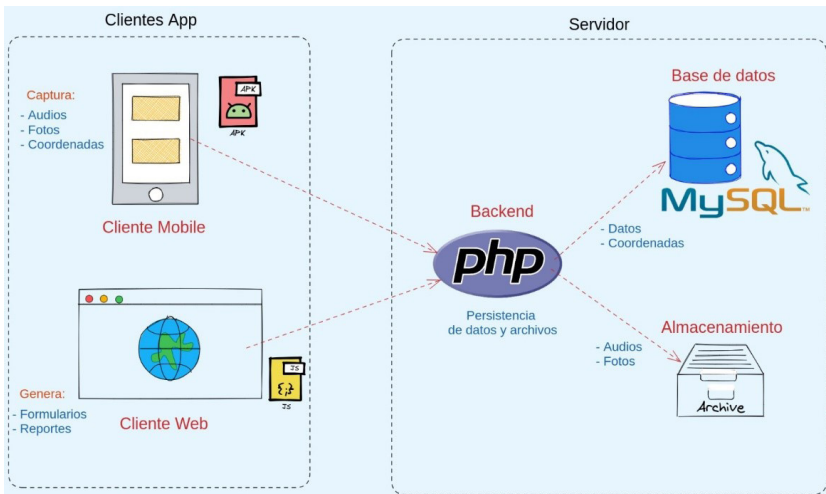 Clientes App
Captura:
- Audios
- Fotos
- Coordenadas
APK
APK
Cliente Mobile
Genera:
- Formularios
- Reportes
JS
JS
Cliente Web
Servidor
Backend
php
Persistencia
de datos y archivos
Base de datos
MySQL™
- Datos
- Coordenadas
Almacenamiento
- Audios
- Fotos
Archive